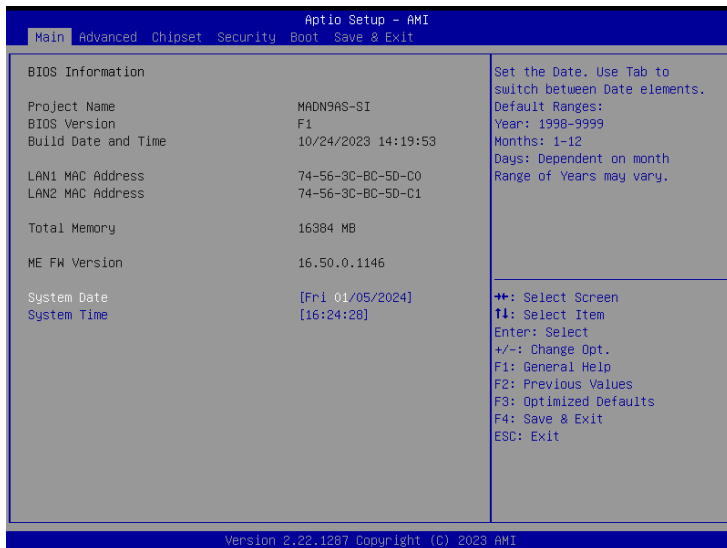 Aptio Setup – AMI
Main Advanced Chipset Security Boot Save & Exit
BIOS Information
Project Name MADN9AS-SI
BIOS Version F1
Build Date and Time 10/24/2023 14:19:53
LAN1 MAC Address 74-56-3C-BC-5D-C0
LAN2 MAC Address 74-56-3C-BC-5D-C1
Total Memory 16384 MB
ME FW Version 16.50.0.1146
System Date [Fri 01/05/2024]
System Time [16:24:28]
Set the Date. Use Tab to
switch between Date elements.
Default Ranges:
Year: 1998-9999
Months: 1-12
Days: Dependent on month
Range of Years may vary.
→←: Select Screen
↑↓: Select Item
Enter: Select
+/-: Change Opt.
F1: General Help
F2: Previous Values
F3: Optimized Defaults
F4: Save & Exit
ESC: Exit
Version 2.22.1287 Copyright (C) 2023 AMI